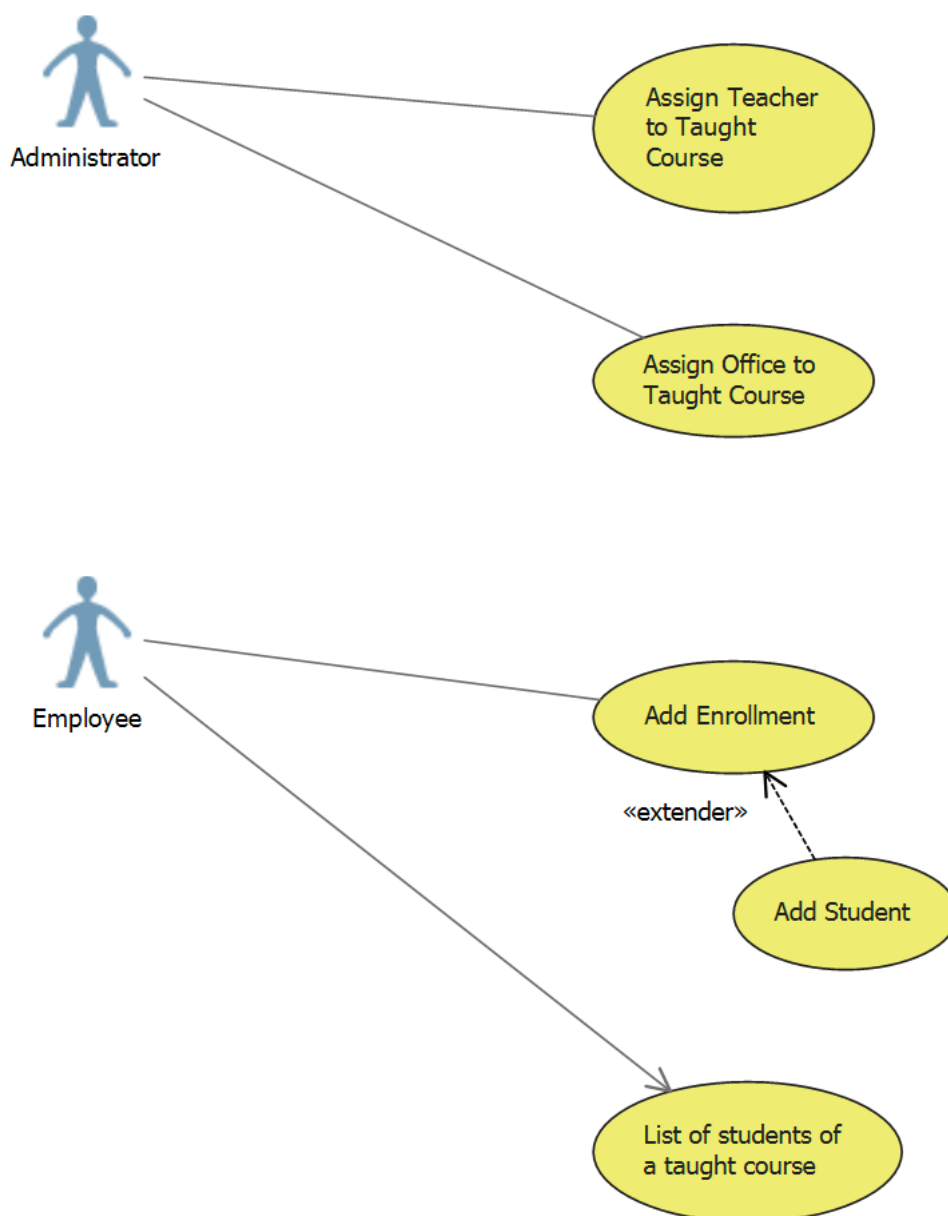 Administrator
Assign Teacher
to Taught
Course
Assign Office to
Taught Course
Employee
Add Enrollment
«extender»
Add Student
List of students of
a taught course